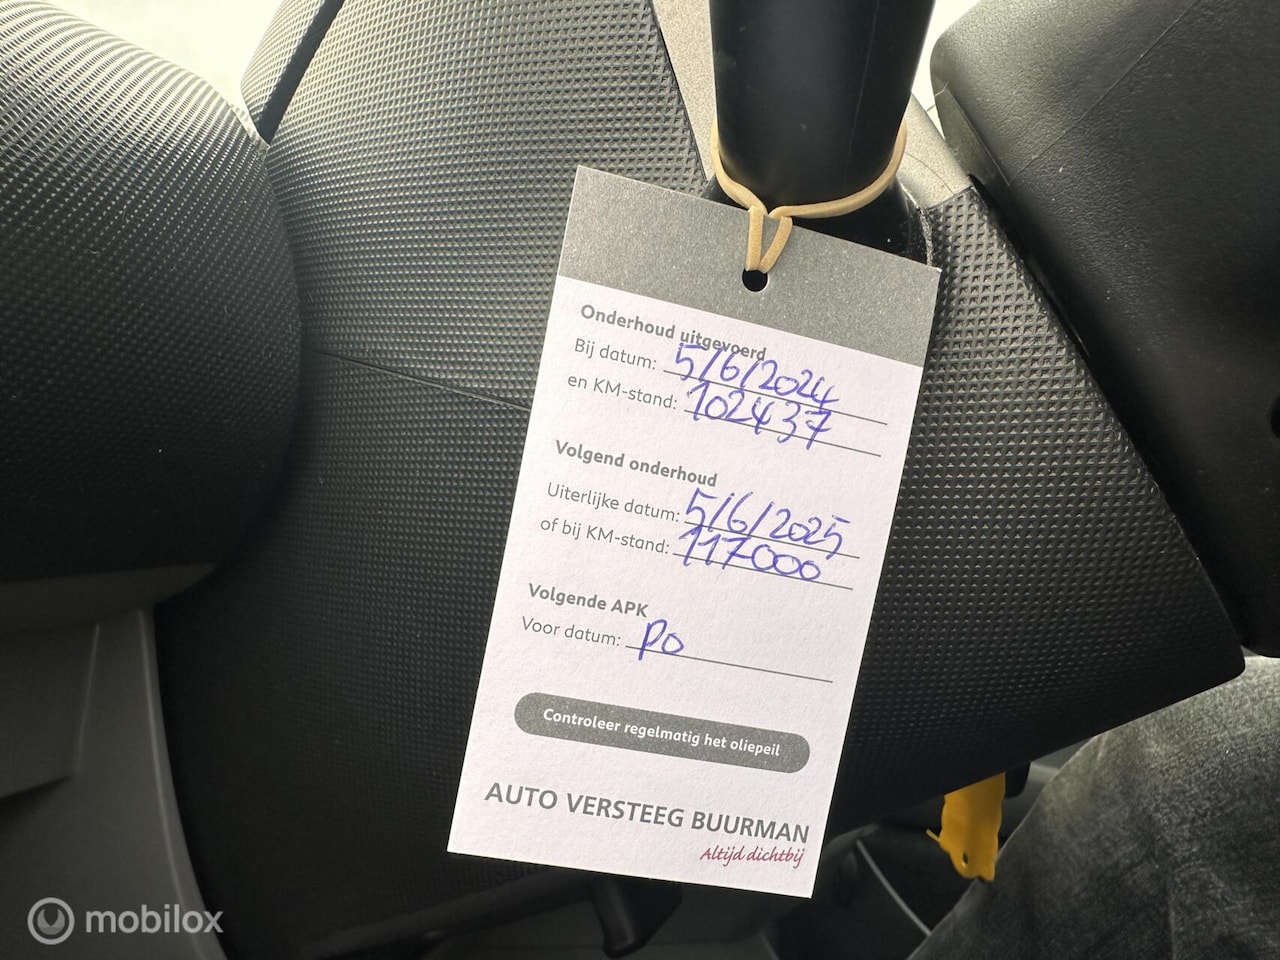 Onderhoud uitgevoerd
Bij datum: 5/6/2024
en KM-stand: 102437
Volgend onderhoud
Uiterlijke datum: 5/6/2025
of bij KM-stand: 117000
Volgende APK
Voor datum: PO
Controleer regelmatig het oliepeil
AUTO VERSTEEG BUURMAN
Altijd dichtbij
mobilox